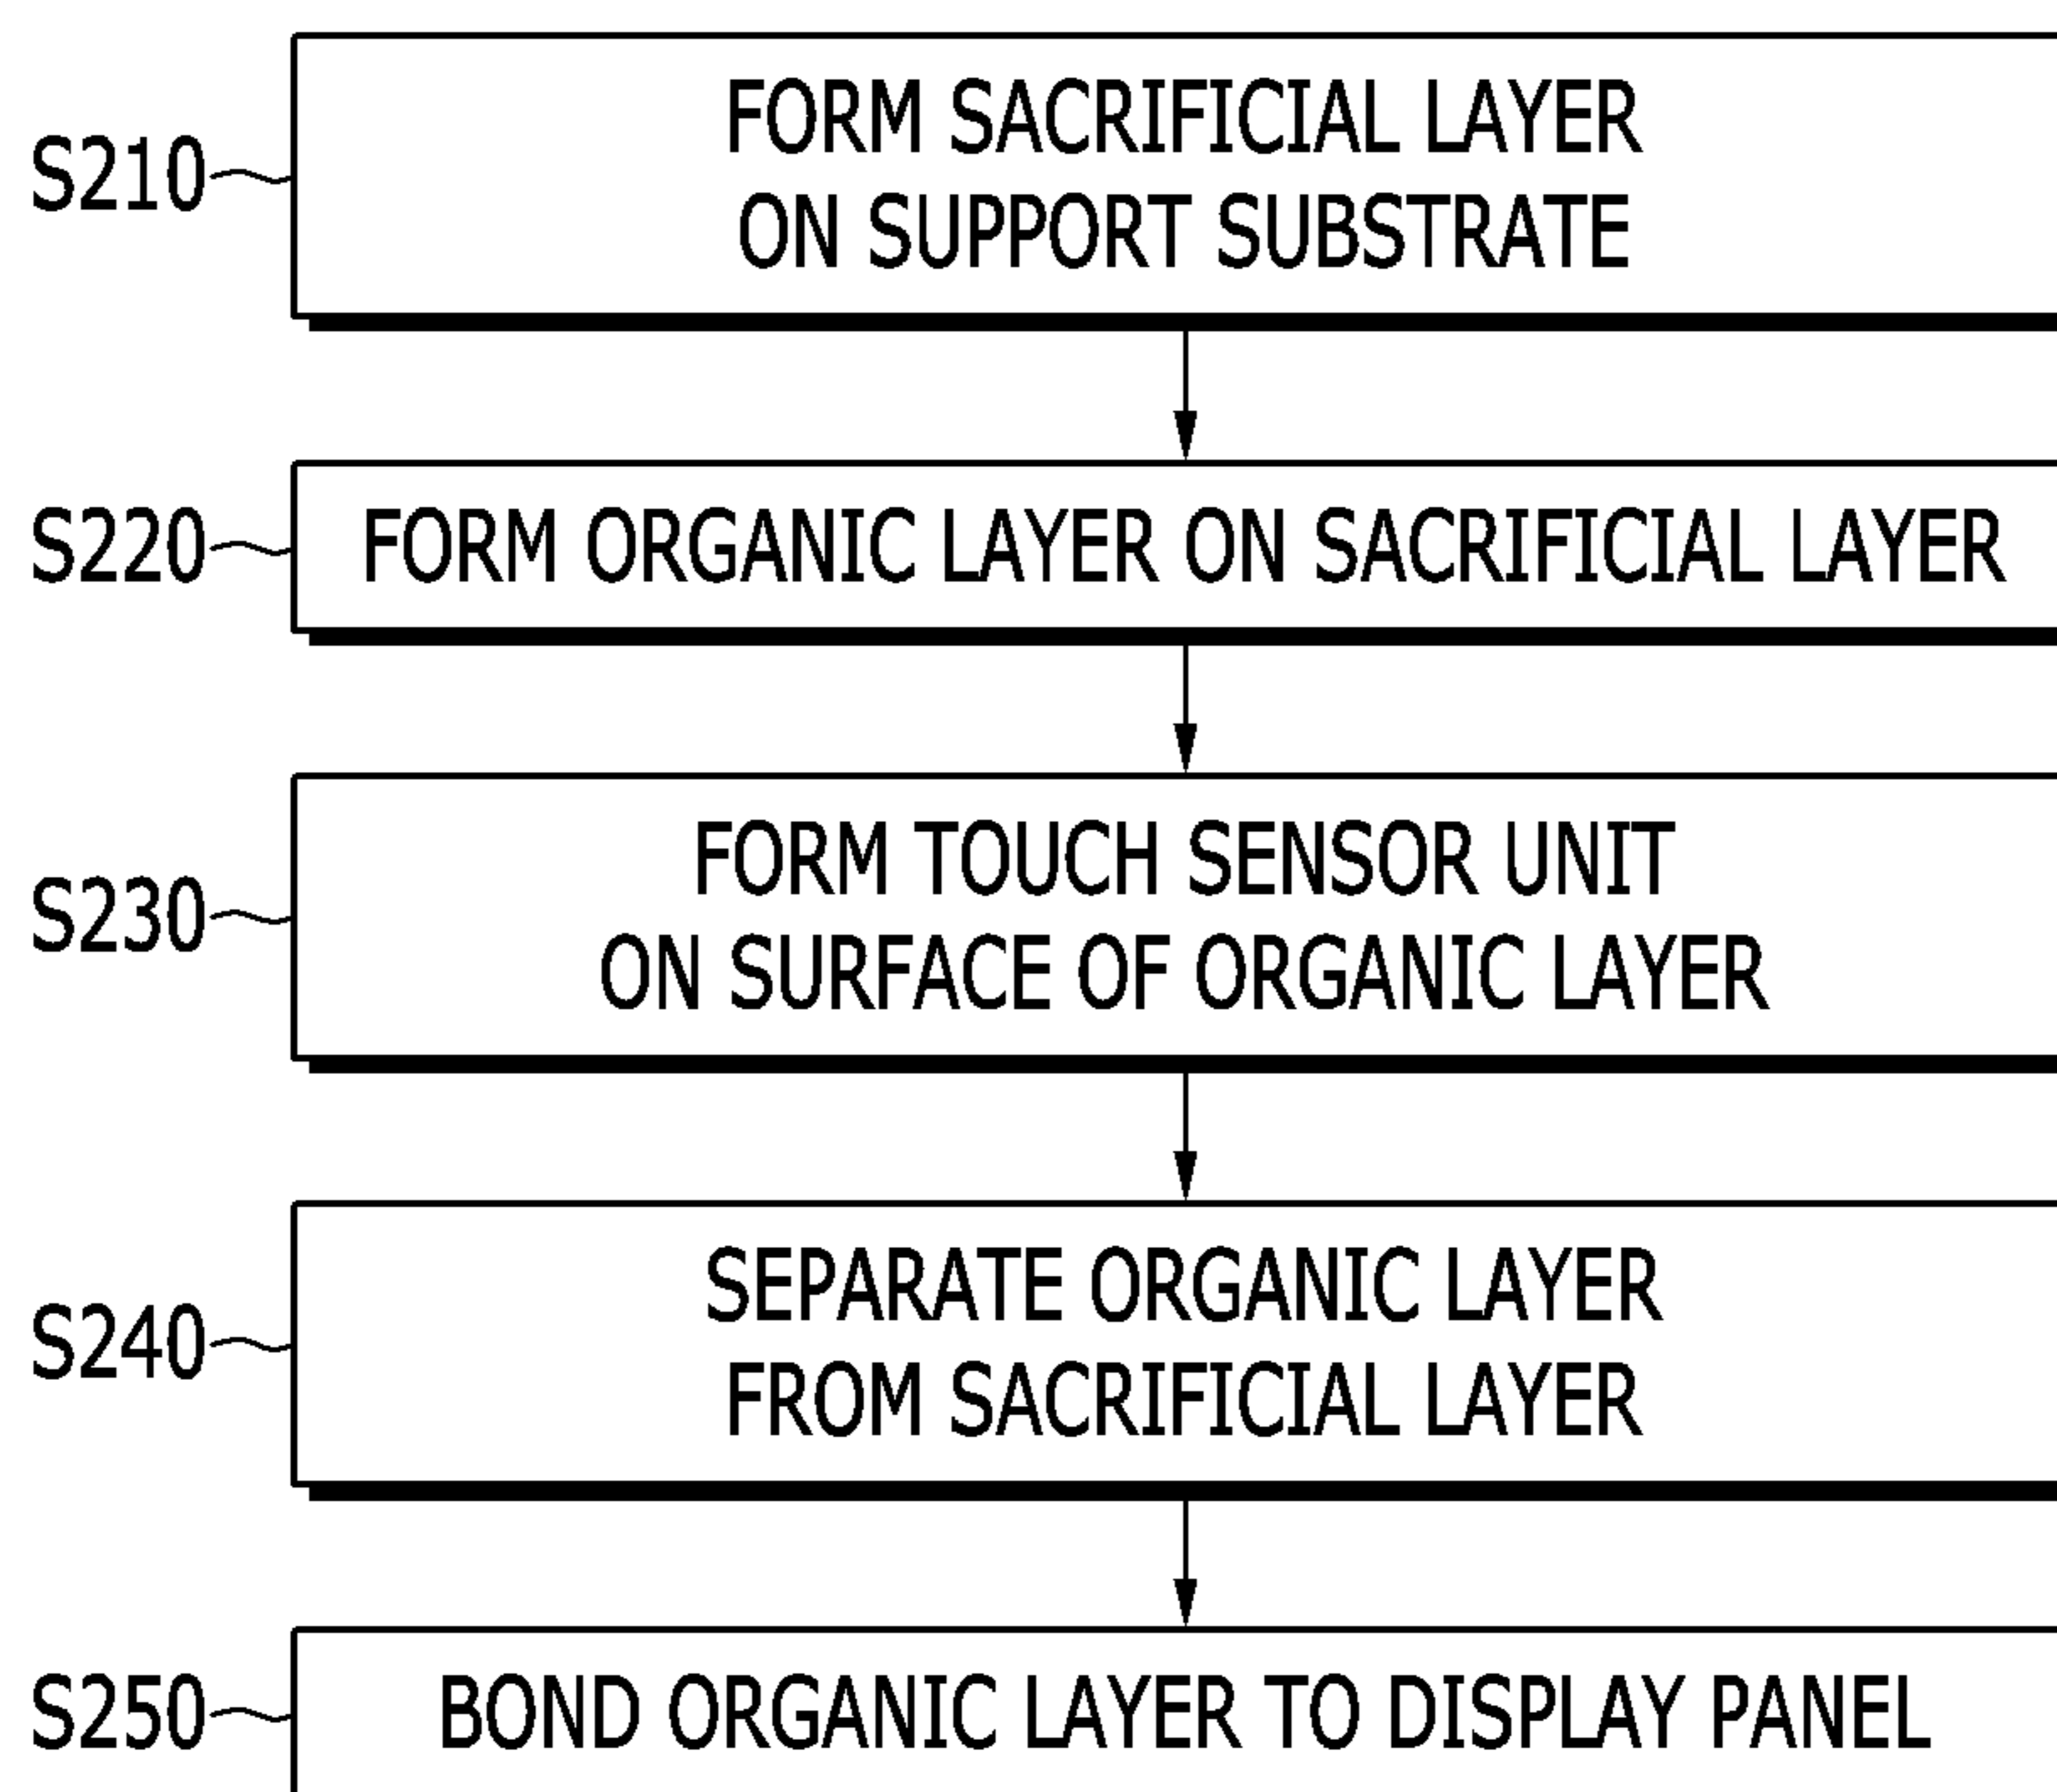 S210
FORM SACRIFICIAL LAYER
ON SUPPORT SUBSTRATE
S220
FORM ORGANIC LAYER ON SACRIFICIAL LAYER
S230
FORM TOUCH SENSOR UNIT
ON SURFACE OF ORGANIC LAYER
S240
SEPARATE ORGANIC LAYER
FROM SACRIFICIAL LAYER
S250
BOND ORGANIC LAYER TO DISPLAY PANEL